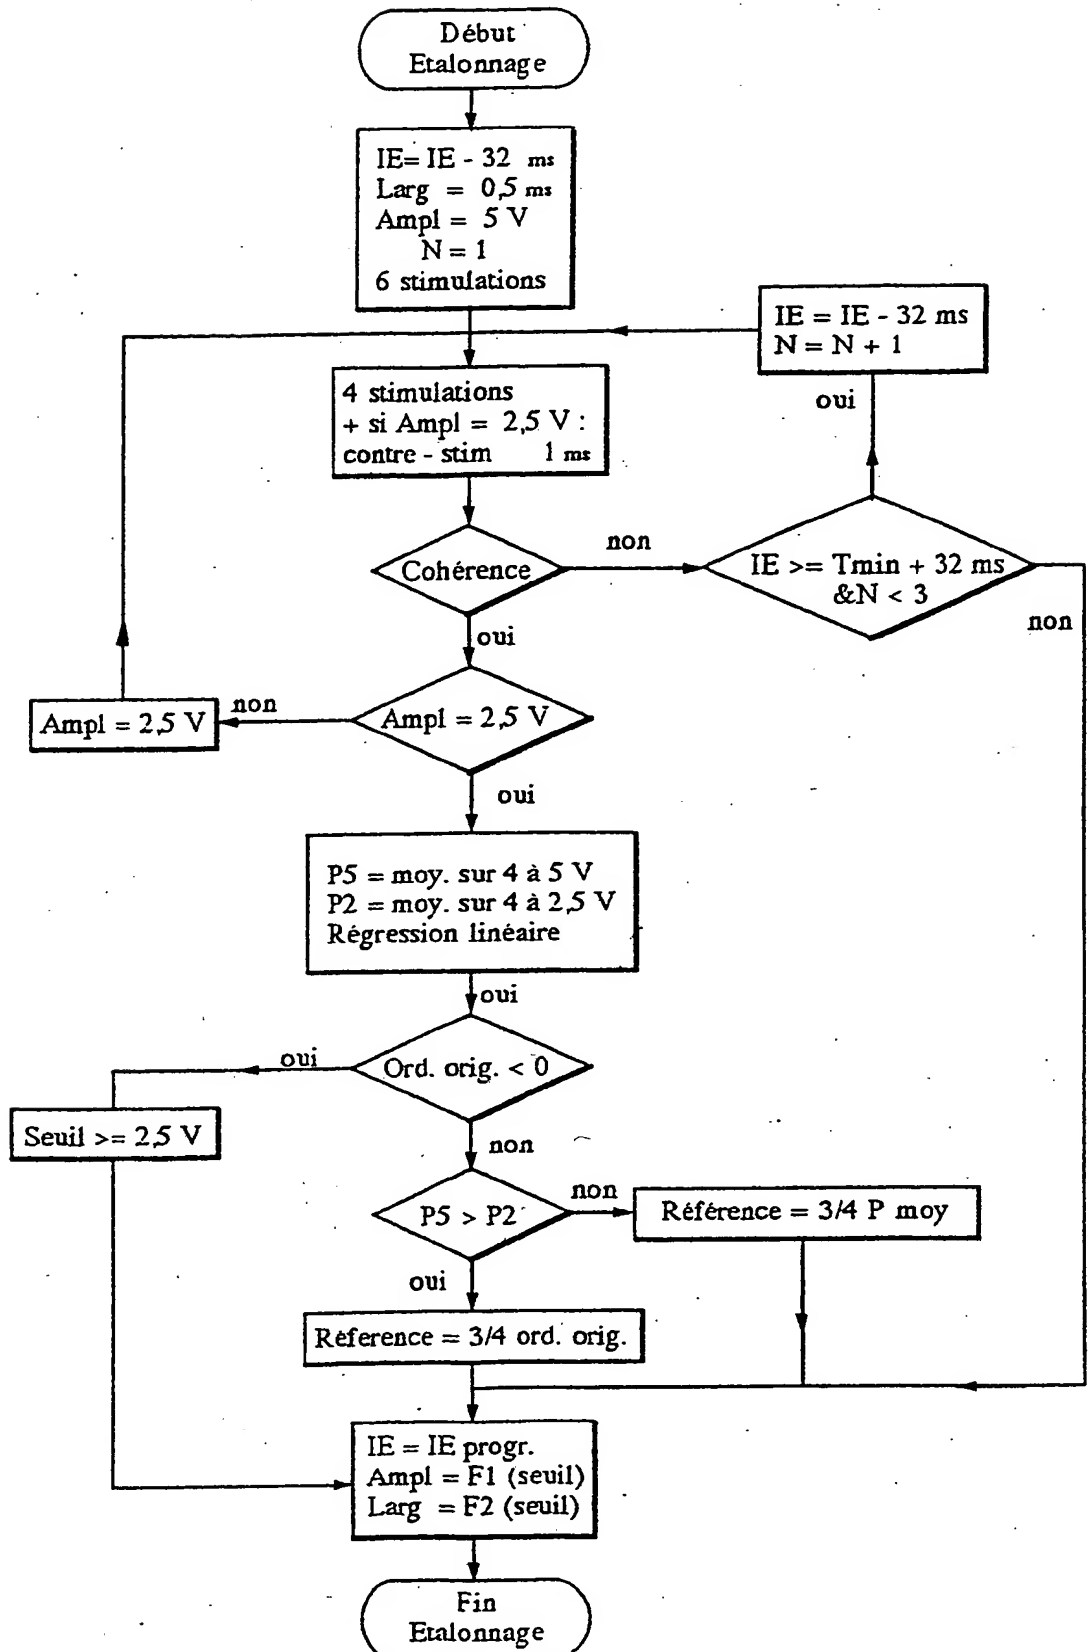 Début
Etalonnage
IE= IE - 32 ms
Larg = 0,5 ms
Ampl = 5 V
N = 1
6 stimulations
IE = IE - 32 ms
N = N + 1
oui
4 stimulations
+ si Ampl = 2,5 V :
contre - stim 1 ms
Cohérence
non
IE >= Tmin + 32 ms
&N < 3
non
oui
Ampl = 2,5 V
non
Ampl = 2,5 V
oui
P5 = moy. sur 4 à 5 V
P2 = moy. sur 4 à 2,5 V
Régression linéaire
oui
Ord. orig. < 0
oui
Seuil >= 2,5 V
non
P5 > P2
non
Référence = 3/4 P moy
oui
Réference = 3/4 ord. orig.
IE = IE progr.
Ampl = F1 (seuil)
Larg = F2 (seuil)
Fin
Etalonnage